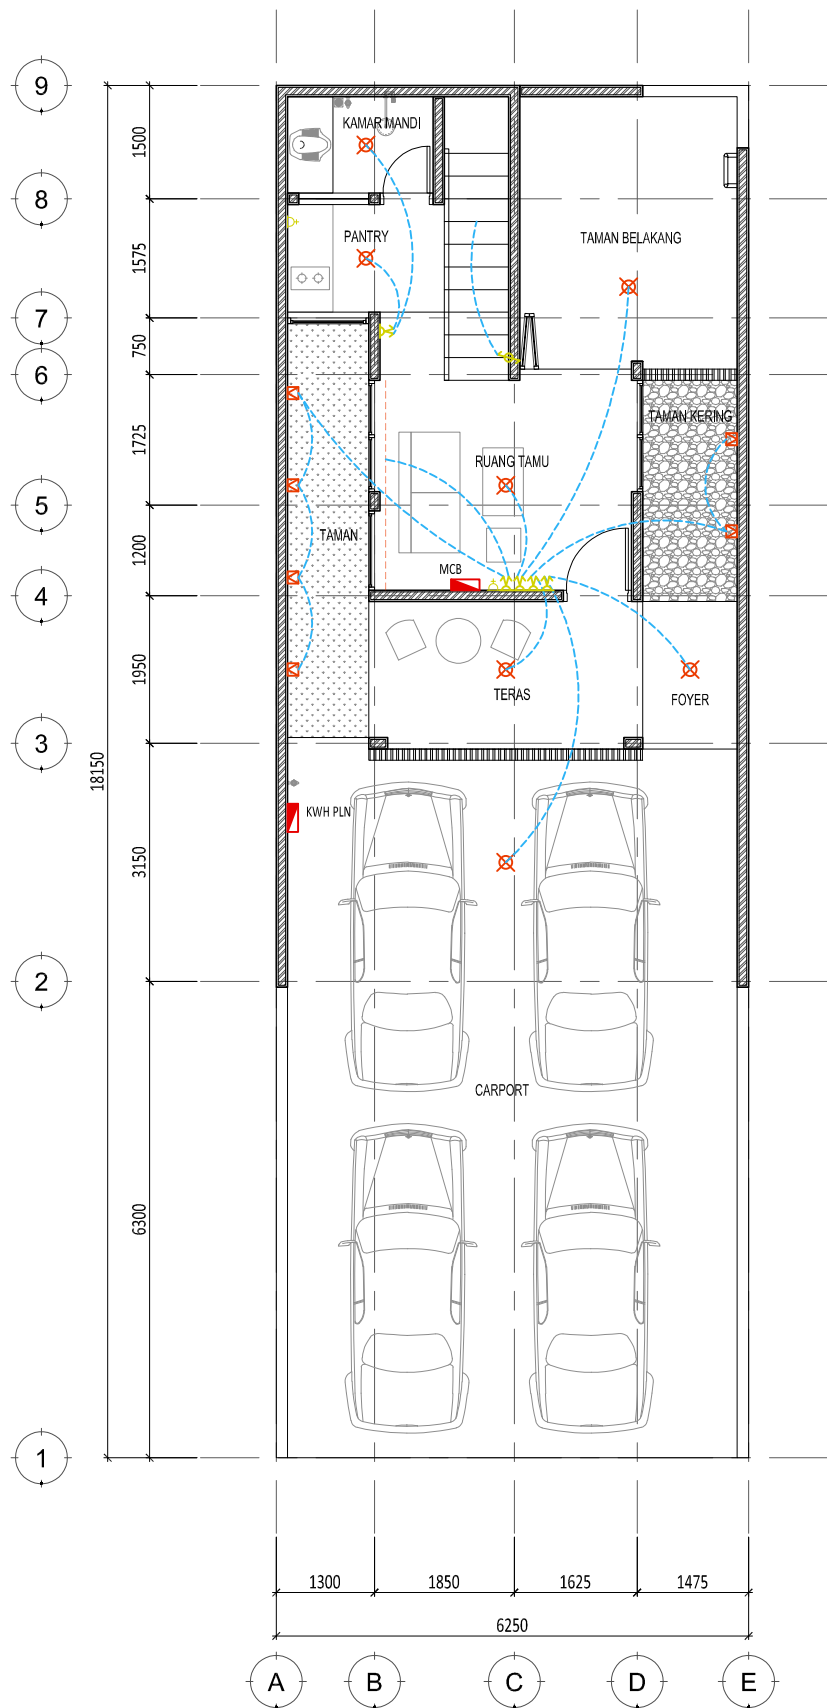 9
1500
KAMAR MANDI
8
1575
PANTRY
TAMAN BELAKANG
7
750
6
1725
TAMAN KERING
RUANG TAMU
5
1200
TAMAN
MCB
4
1950
TERAS
FOYER
3
18150
KWH PLN
3150
2
CARPORT
6300
1
1300
1850
1625
1475
6250
A
B
C
D
E